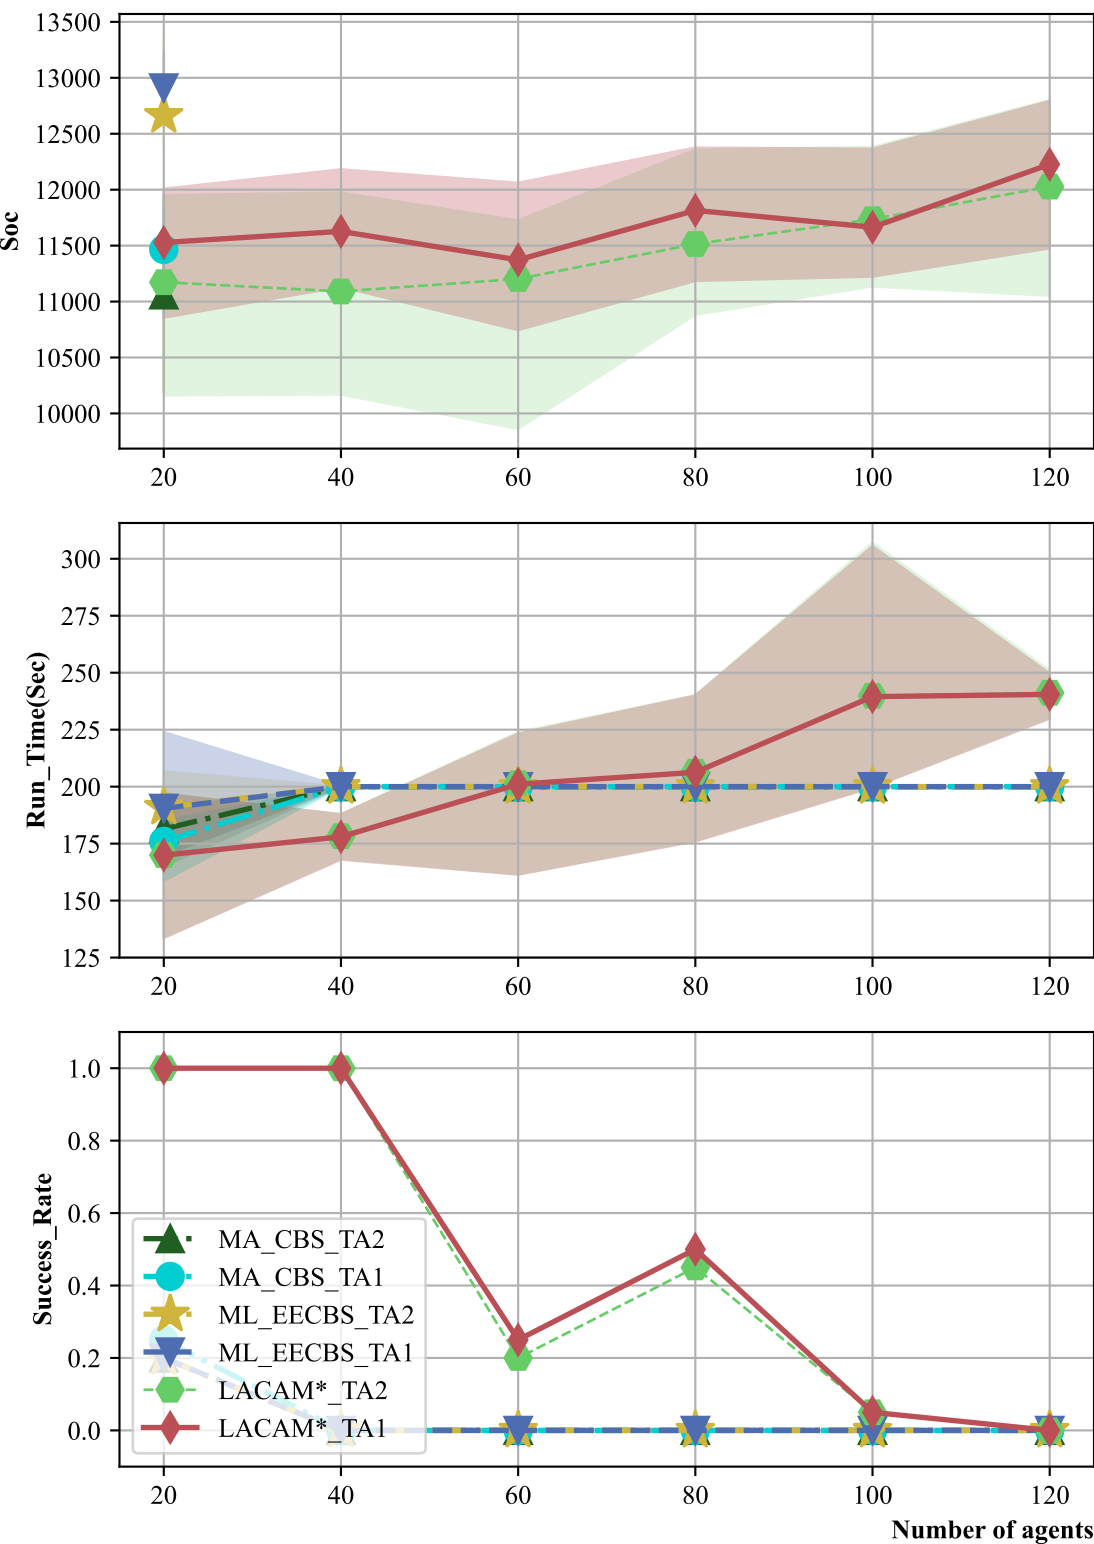 13500
13000
12500
12000
11500
11000
10500
10000
Soc
20 40 60 80 100 120
300
275
250
225
200
175
150
125
Run_Time(Sec)
20 40 60 80 100 120
1.0
0.8
0.6
0.4
0.2
0.0
Success_Rate
MA_CBS_TA2
MA_CBS_TA1
ML_EECBS_TA2
ML_EECBS_TA1
LACAM*_TA2
LACAM*_TA1
20 40 60 80 100 120
Number of agents